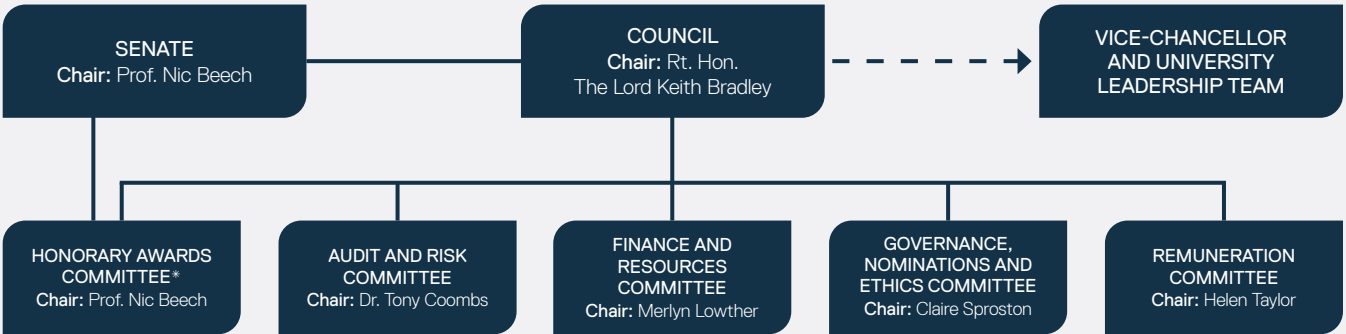 SENATE
Chair: Prof. Nic Beech
COUNCIL
Chair: Rt. Hon.
The Lord Keith Bradley
VICE-CHANCELLOR
AND UNIVERSITY
LEADERSHIP TEAM
HONORARY AWARDS
COMMITTEE*
Chair: Prof. Nic Beech
AUDIT AND RISK
COMMITTEE
Chair: Dr. Tony Coombs
FINANCE AND
RESOURCES
COMMITTEE
Chair: Merlyn Lowther
GOVERNANCE,
NOMINATIONS AND
ETHICS COMMITTEE
Chair: Claire Sproston
REMUNERATION
COMMITTEE
Chair: Helen Taylor